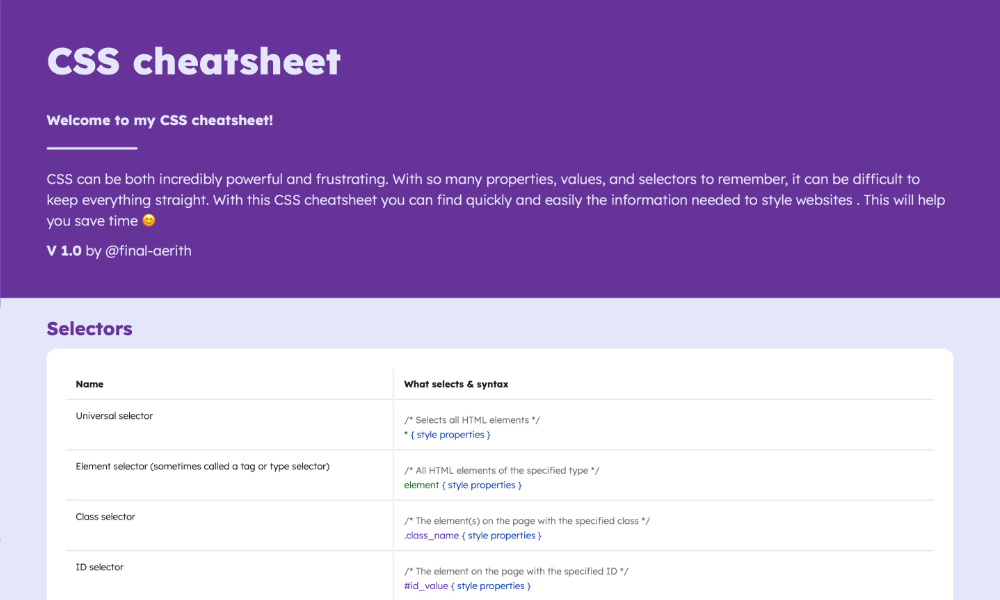 CSS cheatsheet
Welcome to my CSS cheatsheet!
CSS can be both incredibly powerful and frustrating. With so many properties, values, and selectors to remember, it can be difficult to
keep everything straight. With this CSS cheatsheet you can find quickly and easily the information needed to style websites . This will help
you save time 😊
V 1.0 by @final-aerith
Selectors
Name
What selects & syntax
Universal selector
/* Selects all HTML elements */
* { style properties }
Element selector (sometimes called a tag or type selector)
/* All HTML elements of the specified type */
element { style properties }
Class selector
/* The element(s) on the page with the specified class */
.class_name { style properties }
ID selector
/* The element on the page with the specified ID */
#id_value { style properties }